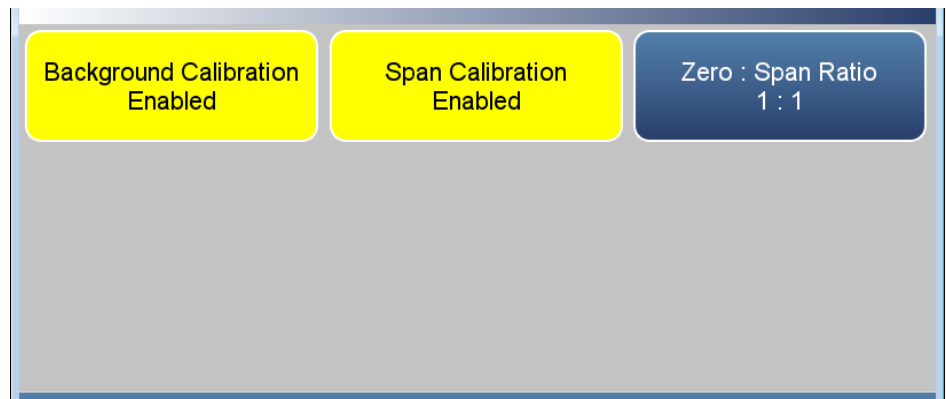 Background Calibration
Enabled
Span Calibration
Enabled
Zero : Span Ratio
1 : 1